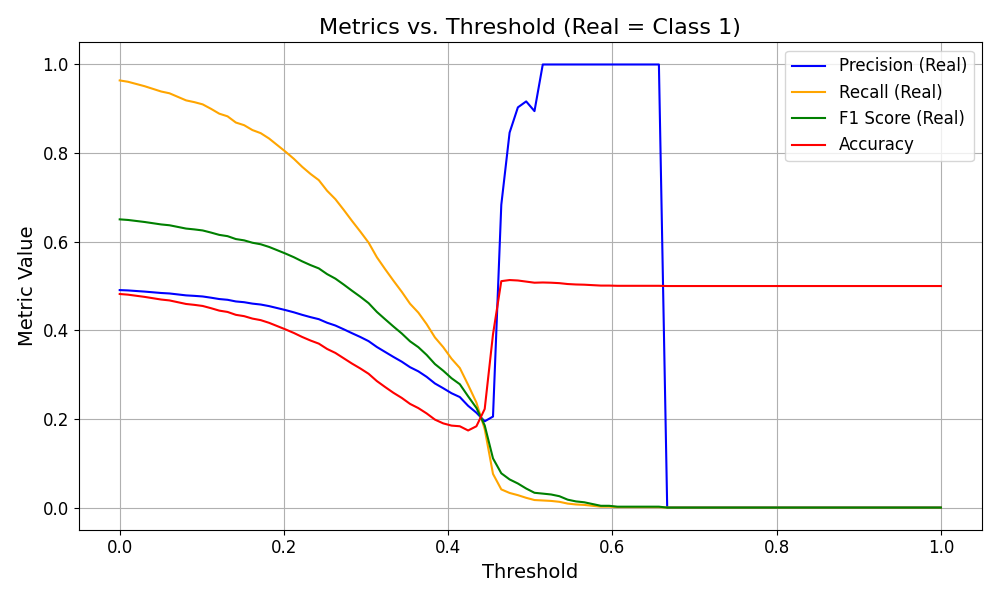 Metrics vs. Threshold (Real = Class 1)
1.0
0.8
0.6
0.4
0.2
0.0
Metric Value
Precision (Real)
Recall (Real)
F1 Score (Real)
Accuracy
0.0 0.2 0.4 0.6 0.8 1.0
Threshold